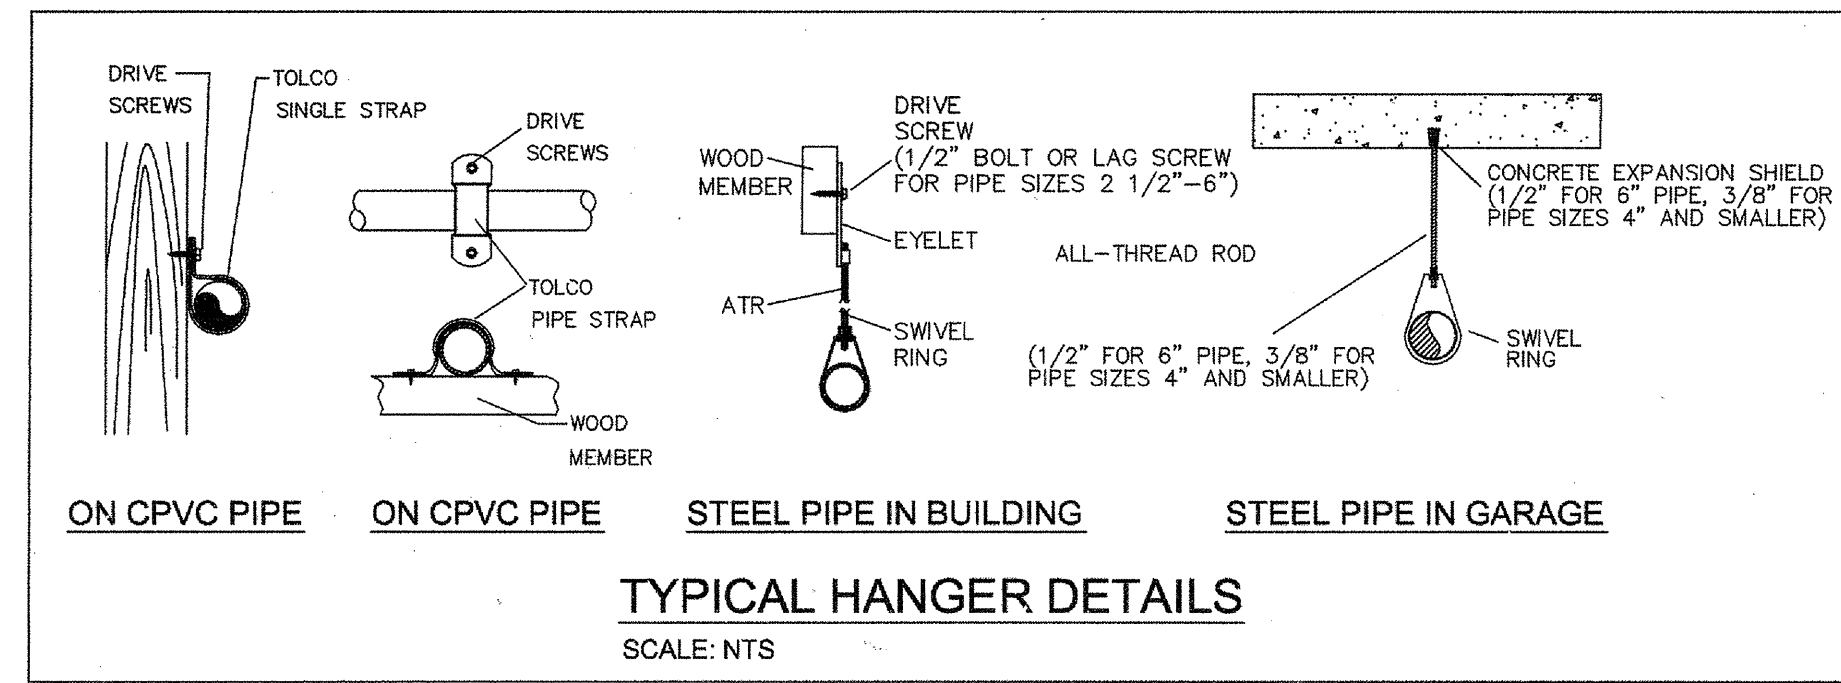 DRIVE
SCREWS
TOLCO
SINGLE STRAP
ON CPVC PIPE
DRIVE
SCREWS
TOLCO
PIPE STRAP
WOOD
MEMBER
ON CPVC PIPE
WOOD
MEMBER
DRIVE
SCREW
(1/2" BOLT OR LAG SCREW
FOR PIPE SIZES 2 1/2"-6")
EYELET
ATR
SWIVEL
RING
STEEL PIPE IN BUILDING
CONCRETE EXPANSION SHIELD
(1/2" FOR 6" PIPE, 3/8" FOR
PIPE SIZES 4" AND SMALLER)
ALL-THREAD ROD
(1/2" FOR 6" PIPE, 3/8" FOR
PIPE SIZES 4" AND SMALLER)
SWIVEL
RING
STEEL PIPE IN GARAGE
TYPICAL HANGER DETAILS
SCALE: NTS